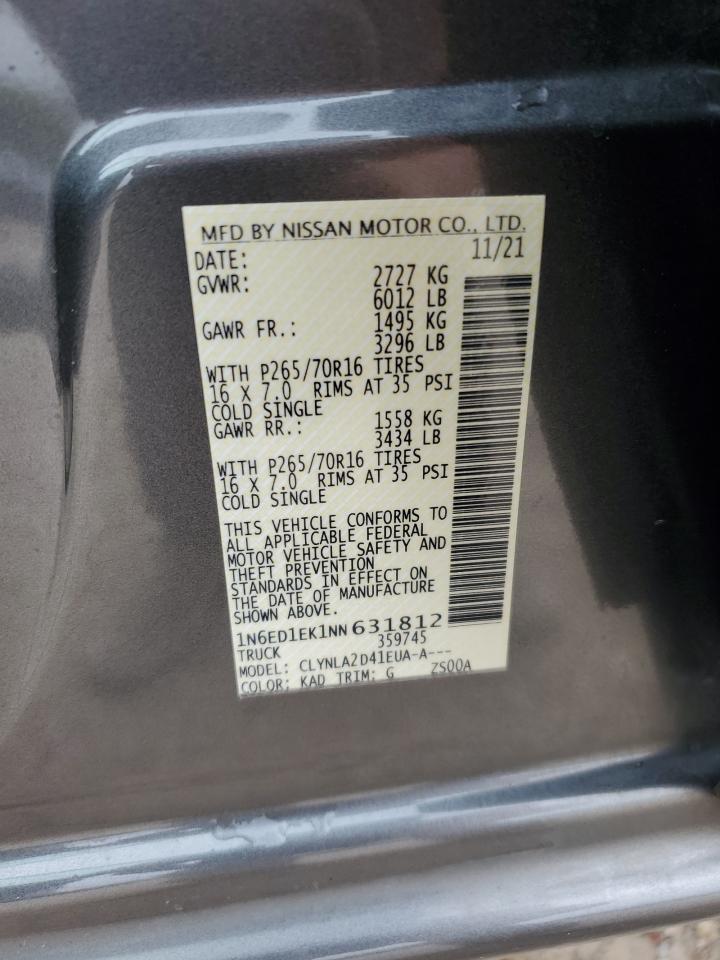 MFD BY NISSAN MOTOR CO., LTD.
DATE: 11/21
GVWR: 2727 KG
6012 LB
GAWR FR.: 1495 KG
3296 LB
WITH P265/70R16 TIRES
16 X 7.0 RIMS AT 35 PSI
COLD SINGLE
GAWR RR.: 1558 KG
3434 LB
WITH P265/70R16 TIRES
16 X 7.0 RIMS AT 35 PSI
COLD SINGLE
THIS VEHICLE CONFORMS TO
ALL APPLICABLE FEDERAL
MOTOR VEHICLE SAFETY AND
THEFT PREVENTION
STANDARDS IN EFFECT ON
THE DATE OF MANUFACTURE
SHOWN ABOVE.
1N6ED1EK1NN631812
TRUCK 359745
MODEL: CLYNLA2D41EUA-A---
COLOR: KAD TRIM: G ZS00A